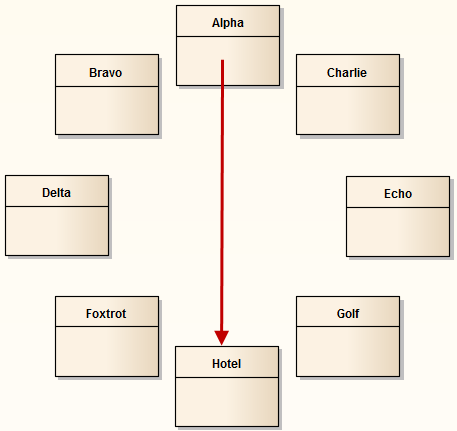 Alpha
Bravo
Charlie
Delta
Echo
Foxtrot
Golf
Hotel